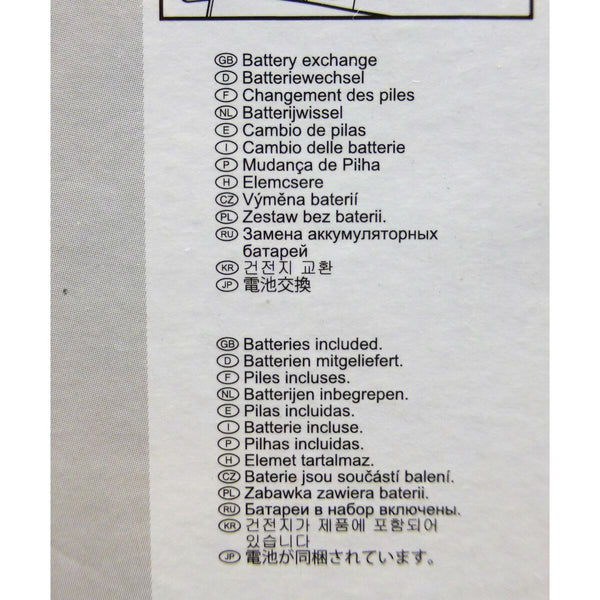 GB Battery exchange
D Batteriewechsel
F Changement des piles
NL Batterijwissel
E Cambio de pilas
I Cambio delle batterie
P Mudança de Pilha
H Elemcsere
CZ Výměna baterií
PL Zestaw bez baterii.
RU Замена аккумуляторных
батарей
KR 건전지 교환
JP 電池交換
GB Batteries included.
D Batterien mitgeliefert.
F Piles incluses.
NL Batterijen inbegrepen.
E Pilas incluidas.
I Batterie incluse.
P Pilhas incluidas.
H Elemet tartalmaz.
CZ Baterie jsou součástí balení.
PL Zabawka zawiera baterii.
RU Батареи в набор включены.
KR 건전지가 제품에 포함되어
있습니다
JP 電池が同梱されています。